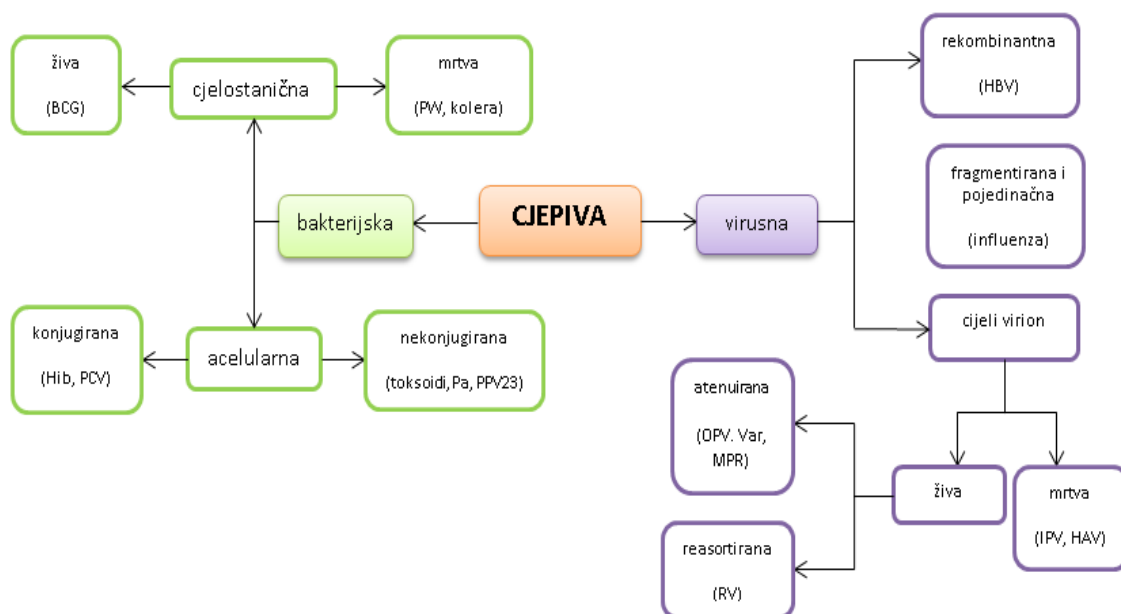 živa
(BCG)
cjelostanična
mrtva
(PW, kolera)
rekombinantna
(HBV)
fragmentirana i
pojedinačna
(influenza)
bakterijska
CJEPIVA
virusna
konjugirana
(Hib, PCV)
acelularna
nekonjugirana
(toksoidi,Pa, PPV23)
cijeli virion
atenuirana
(OPV. Var,
MPR)
živa
mrtva
(IPV, HAV)
reasortirana
(RV)